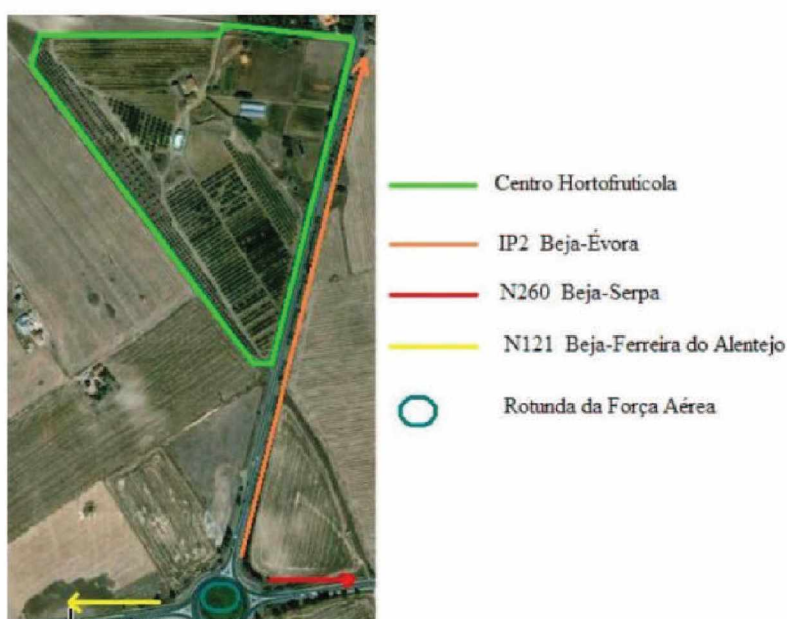 Centro Hortofrutícola
IP2 Beja-Évora
N260 Beja-Serpa
N121 Beja-Ferreira do Alentejo
Rotunda da Força Aérea